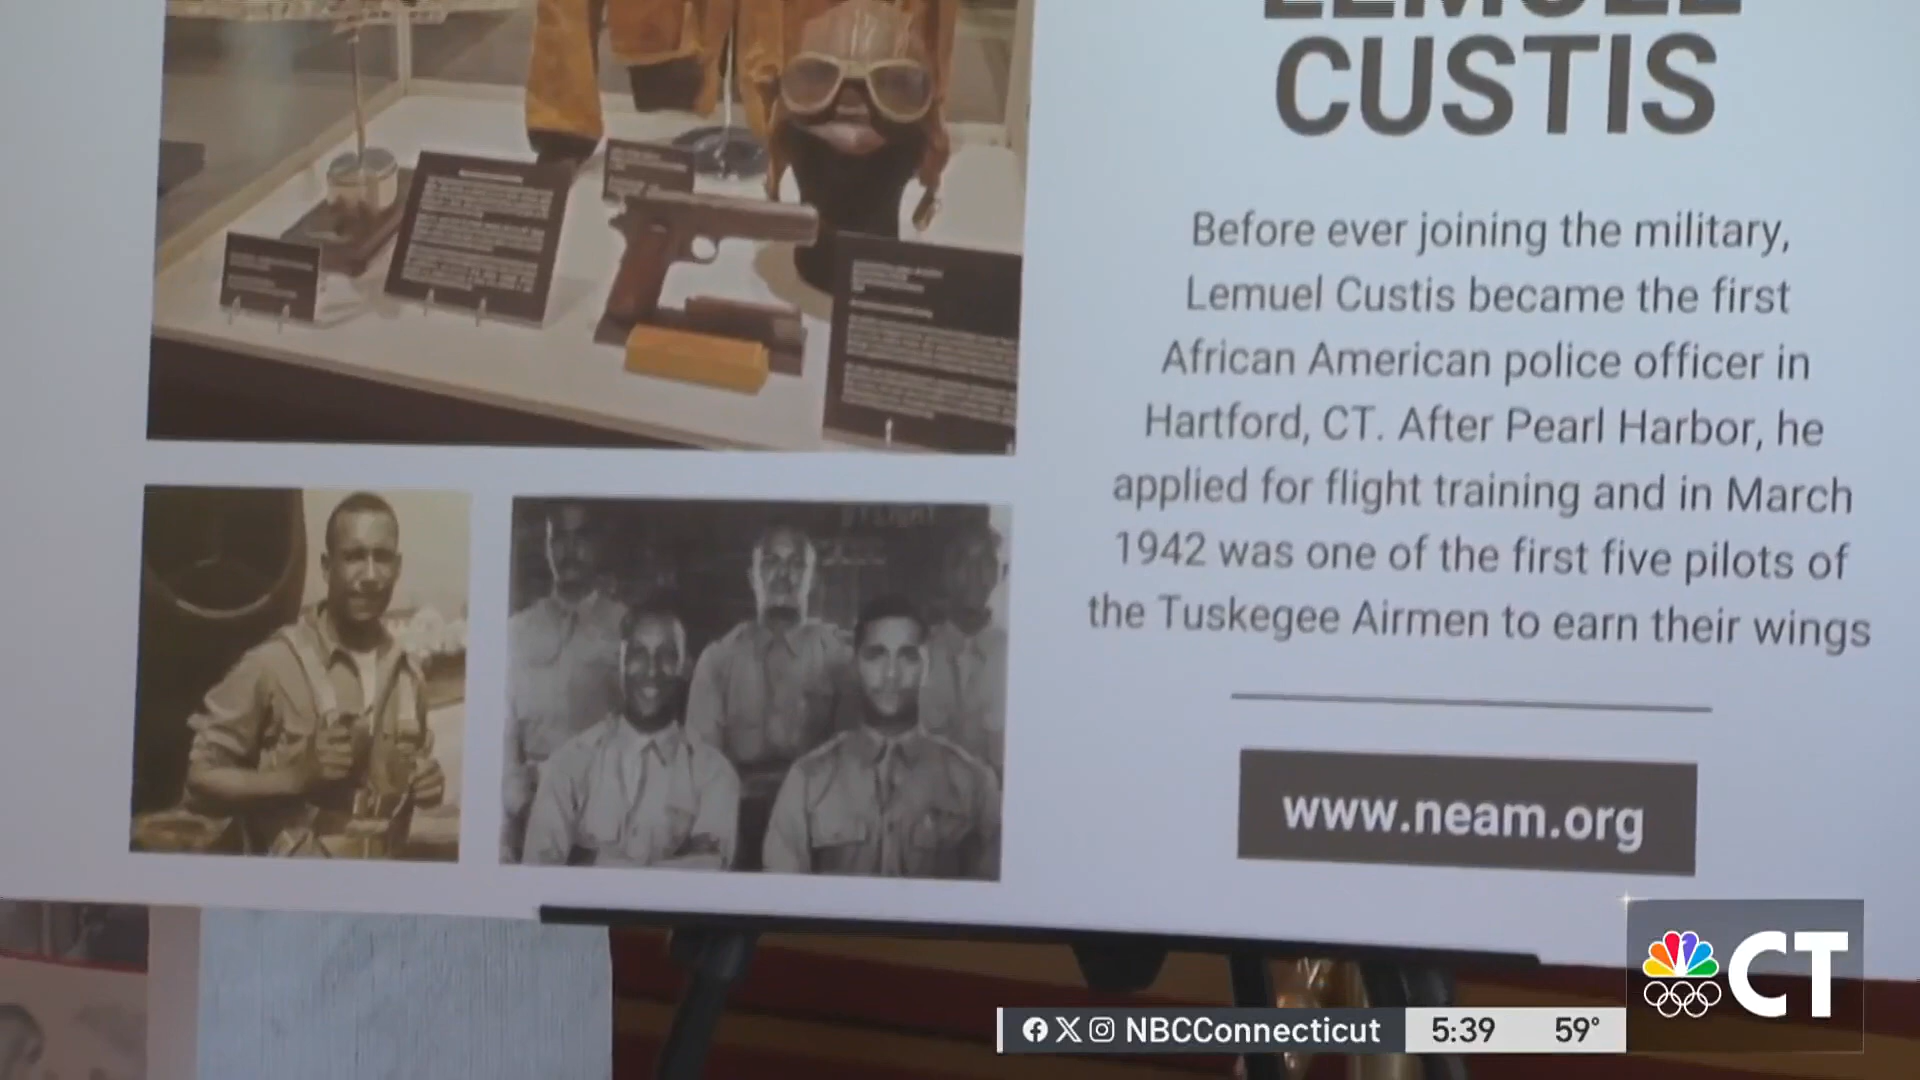 LEMUEL
CUSTIS
Before ever joining the military,
Lemuel Custis became the first
African American police officer in
Hartford, CT. After Pearl Harbor, he
applied for flight training and in March
1942 was one of the first five pilots of
the Tuskegee Airmen to earn their wings
www.neam.org
CT
NBCConnecticut 5:39 59°